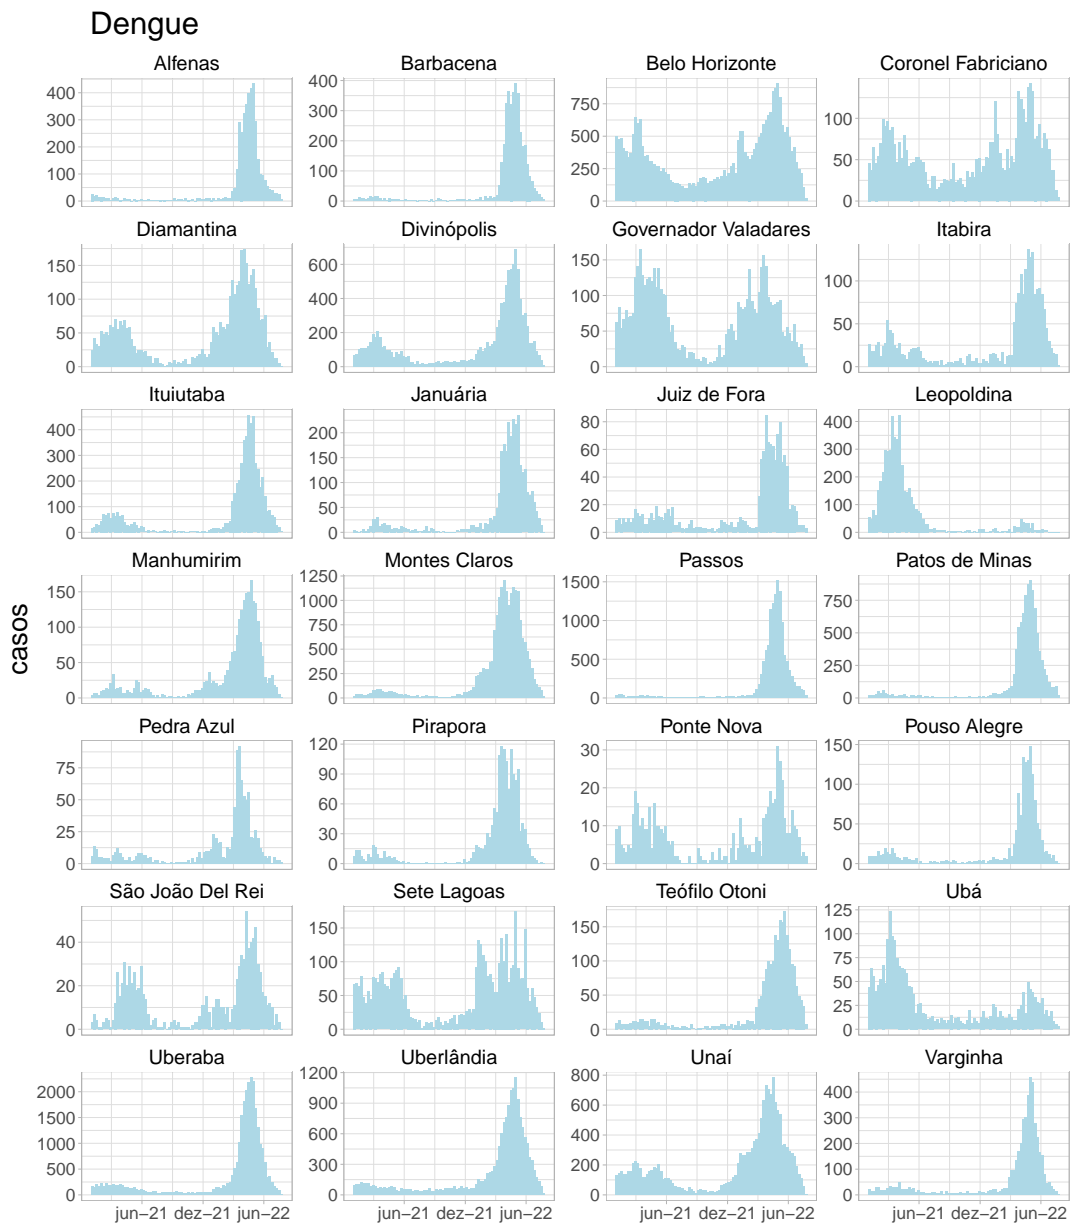 Dengue
Alfenas Barbacena Belo Horizonte Coronel Fabriciano
400 300 200 100 0
400 300 200 100 0
750 500 250 0
100 50 0
Diamantina Divinópolis Governador Valadares Itabira
150 100 50 0
600 400 200 0
150 100 50 0
100 50 0
Ituiutaba Januária Juiz de Fora Leopoldina
400 300 200 100 0
200 150 100 50 0
80 60 40 20 0
400 300 200 100 0
Manhumirim Montes Claros Passos Patos de Minas
150 100 50 0
1250 1000 750 500 250 0
1500 1000 500 0
750 500 250 0
casos
Pedra Azul Pirapora Ponte Nova Pouso Alegre
75 50 25 0
120 90 60 30 0
30 20 10 0
150 100 50 0
São João Del Rei Sete Lagoas Teófilo Otoni Ubá
40 20 0
150 100 50 0
150 100 50 0
125 100 75 50 25 0
Uberaba Uberlândia Unaí Varginha
2000 1500 1000 500 0
1200 900 600 300 0
800 600 400 200 0
400 300 200 100 0
jun−21 dez−21 jun−22 jun−21 dez−21 jun−22 jun−21 dez−21 jun−22 jun−21 dez−21 jun−22